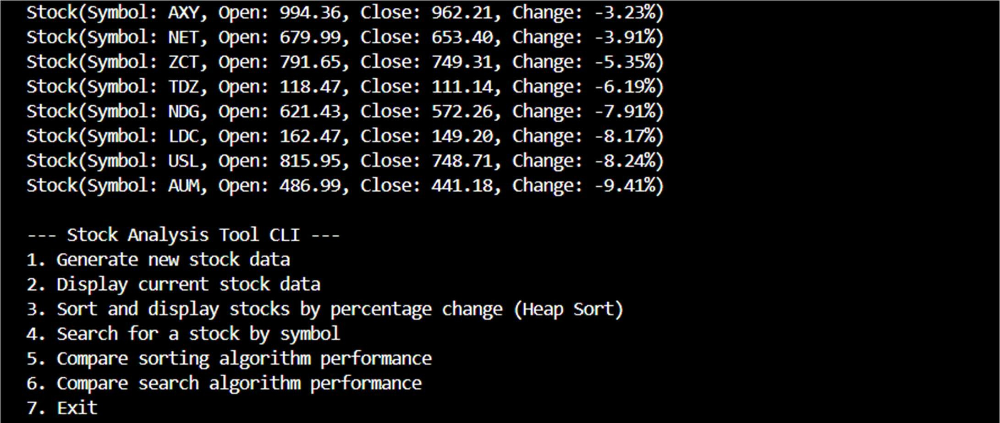 Stock(Symbol: AXY, Open: 994.36, Close: 962.21, Change: -3.23%)
Stock(Symbol: NET, Open: 679.99, Close: 653.40, Change: -3.91%)
Stock(Symbol: ZCT, Open: 791.65, Close: 749.31, Change: -5.35%)
Stock(Symbol: TDZ, Open: 118.47, Close: 111.14, Change: -6.19%)
Stock(Symbol: NDG, Open: 621.43, Close: 572.26, Change: -7.91%)
Stock(Symbol: LDC, Open: 162.47, Close: 149.20, Change: -8.17%)
Stock(Symbol: USL, Open: 815.95, Close: 748.71, Change: -8.24%)
Stock(Symbol: AUM, Open: 486.99, Close: 441.18, Change: -9.41%)
--- Stock Analysis Tool CLI ---
1. Generate new stock data
2. Display current stock data
3. Sort and display stocks by percentage change (Heap Sort)
4. Search for a stock by symbol
5. Compare sorting algorithm performance
6. Compare search algorithm performance
7. Exit